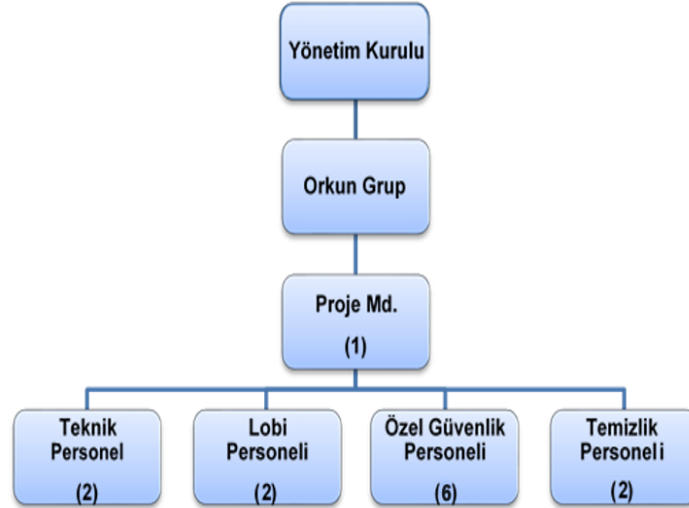 Yönetim Kurulu
Orkun Grup
Proje Md.
(1)
Teknik
Personel
(2)
Lobi
Personeli
(2)
Özel Güvenlik
Personeli
(6)
Temizlik
Personeli
(2)